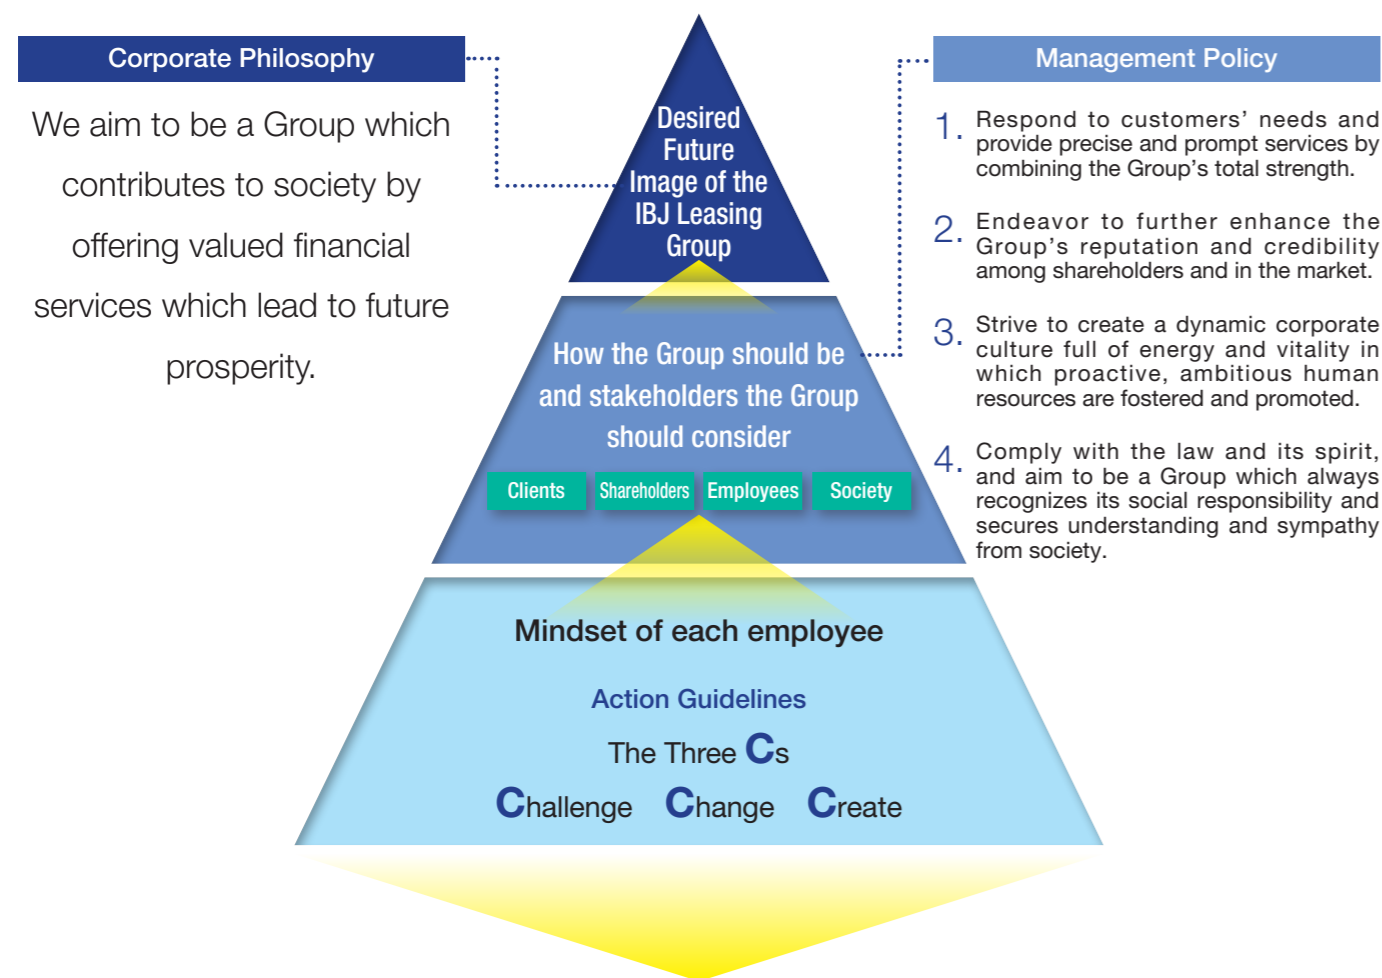 Corporate Philosophy
We aim to be a Group which
contributes to society by
offering valued financial
services which lead to future
prosperity.
Desired
Future
Image of the
IBJ Leasing
Group
How the Group should be
and stakeholders the Group
should consider
Clients
Shareholders
Employees
Society
Mindset of each employee
Action Guidelines
The Three Cs
Challenge Change Create
Management Policy
1. Respond to customers' needs and
provide precise and prompt services by
combining the Group's total strength.
2. Endeavor to further enhance the
Group's reputation and credibility
among shareholders and in the market.
3. Strive to create a dynamic corporate
culture full of energy and vitality in
which proactive, ambitious human
resources are fostered and promoted.
4. Comply with the law and its spirit,
and aim to be a Group which always
recognizes its social responsibility and
secures understanding and sympathy
from society.